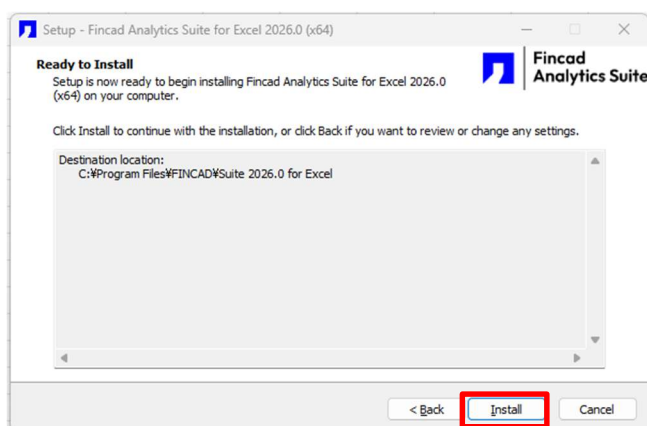 Setup - Fincad Analytics Suite for Excel 2026.0 (x64)
Ready to Install
Setup is now ready to begin installing Fincad Analytics Suite for Excel 2026.0
(x64) on your computer.
Fincad
Analytics Suite
Click Install to continue with the installation, or click Back if you want to review or change any settings.
Destination location:
C:¥Program Files¥FINCAD¥Suite 2026.0 for Excel
< Back
Install
Cancel